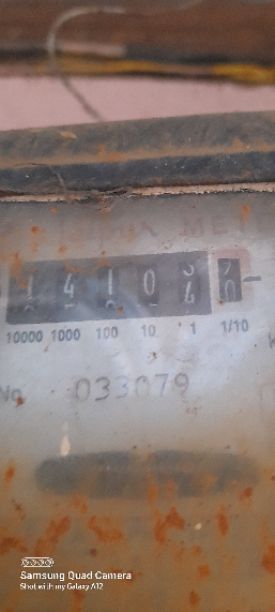 MET
1 4 1 0 4
10000 1000 100 10 1 1/10
No. 033079
Samsung Quad Camera
Shot with my Galaxy A12